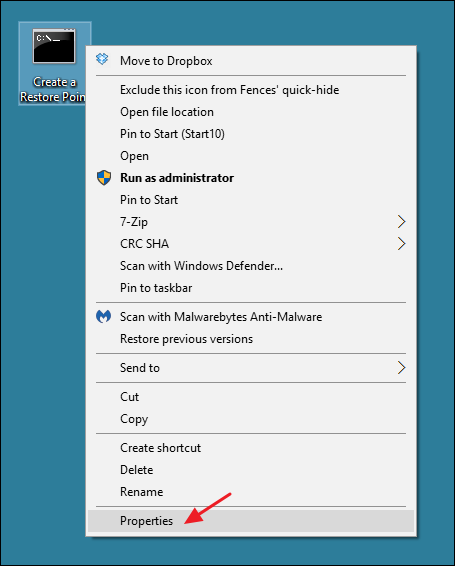 C:\_
Create a
Restore Poin
Move to Dropbox
Exclude this icon from Fences' quick-hide
Open file location
Pin to Start (Start10)
Open
Run as administrator
Pin to Start
7-Zip
CRC SHA
Scan with Windows Defender...
Pin to taskbar
Scan with Malwarebytes Anti-Malware
Restore previous versions
Send to
Cut
Copy
Create shortcut
Delete
Rename
Properties